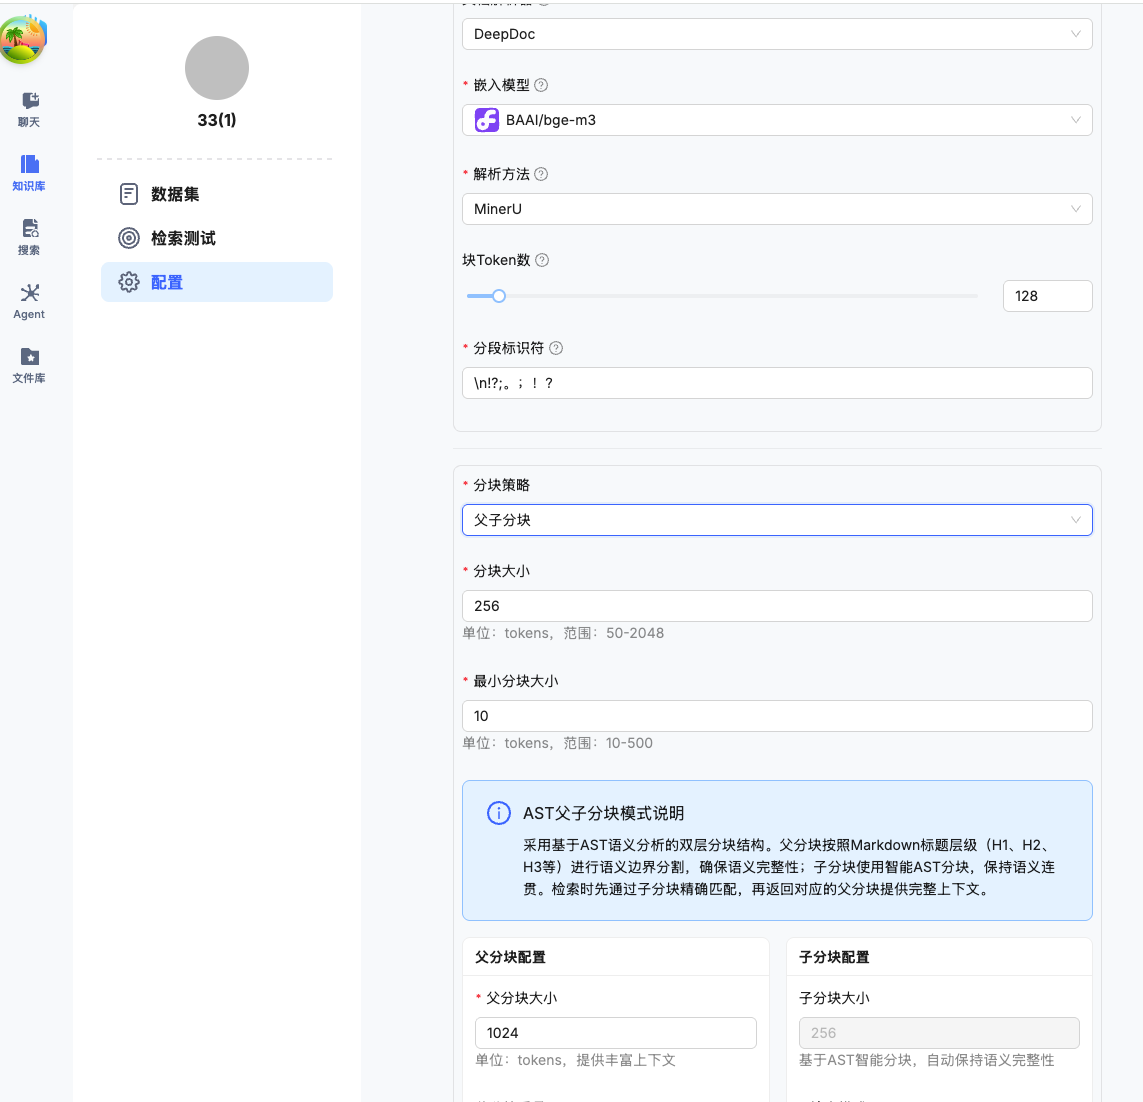 DeepDoc
* 嵌入模型
BAAI/bge-m3
* 解析方法
MinerU
块Token数
128
* 分段标识符
\n!?;。；！？
* 分块策略
父子分块
* 分块大小
256
单位：tokens，范围：50-2048
* 最小分块大小
10
单位：tokens，范围：10-500
AST父子分块模式说明
采用基于AST语义分析的双层分块结构。父分块按照Markdown标题层级（H1、H2、
H3等）进行语义边界分割，确保语义完整性；子分块使用智能AST分块，保持语义连
贯。检索时先通过子分块精确匹配，再返回对应的父分块提供完整上下文。
父分块配置
* 父分块大小
1024
单位：tokens，提供丰富上下文
子分块配置
子分块大小
256
基于AST智能分块，自动保持语义完整性
33(1)
数据集
检索测试
配置
聊天
知识库
搜索
Agent
文件库